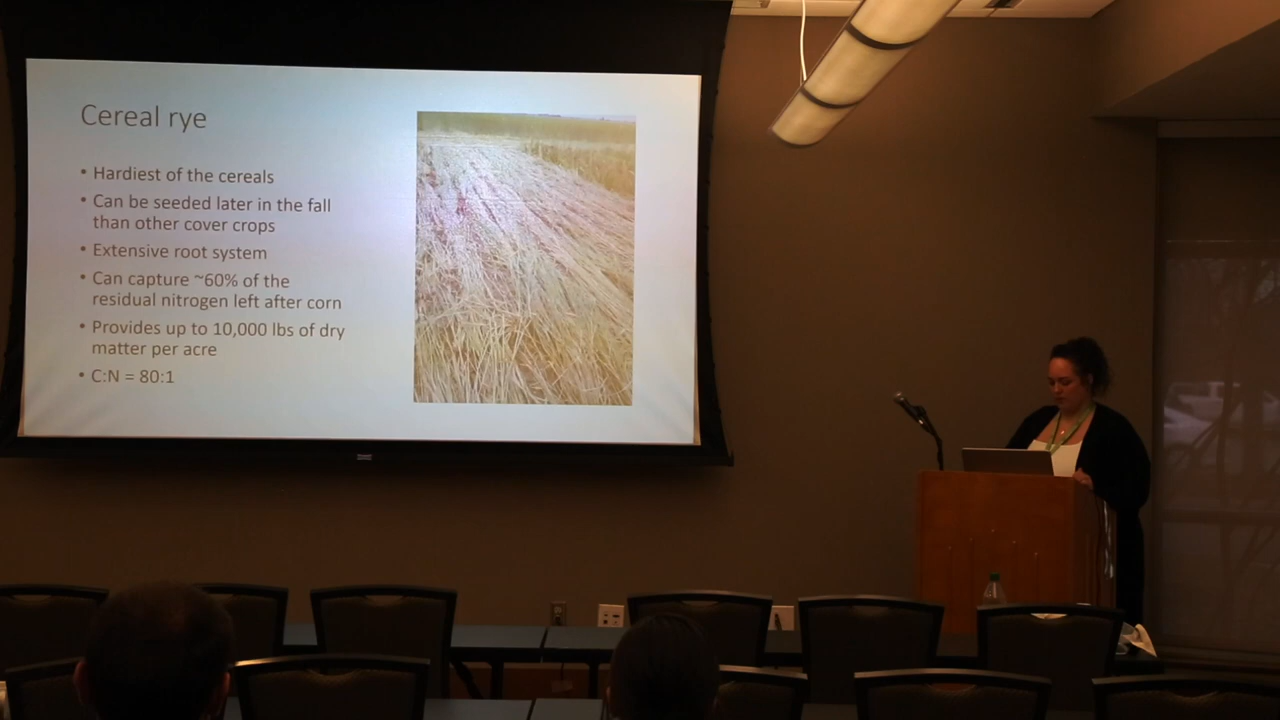 Cereal rye
• Hardiest of the cereals
• Can be seeded later in the fall
than other cover crops
• Extensive root system
• Can capture ~60% of the
residual nitrogen left after corn
• Provides up to 10,000 lbs of dry
matter per acre
• C:N = 80:1